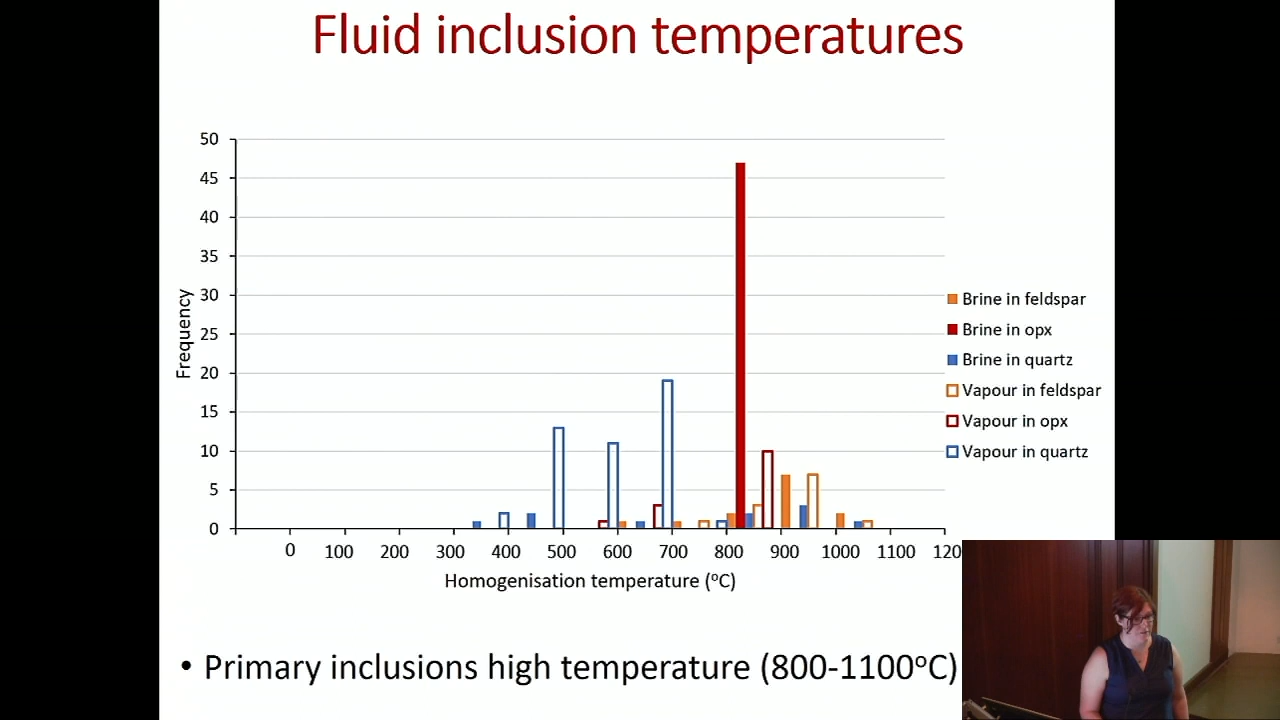 Fluid inclusion temperatures
50
45
40
35
30
25
20
15
10
5
0
Frequency
0 100 200 300 400 500 600 700 800 900 1000 1100 120
Homogenisation temperature (ºC)
Brine in feldspar
Brine in opx
Brine in quartz
Vapour in feldspar
Vapour in opx
Vapour in quartz
• Primary inclusions high temperature (800-1100ºC)